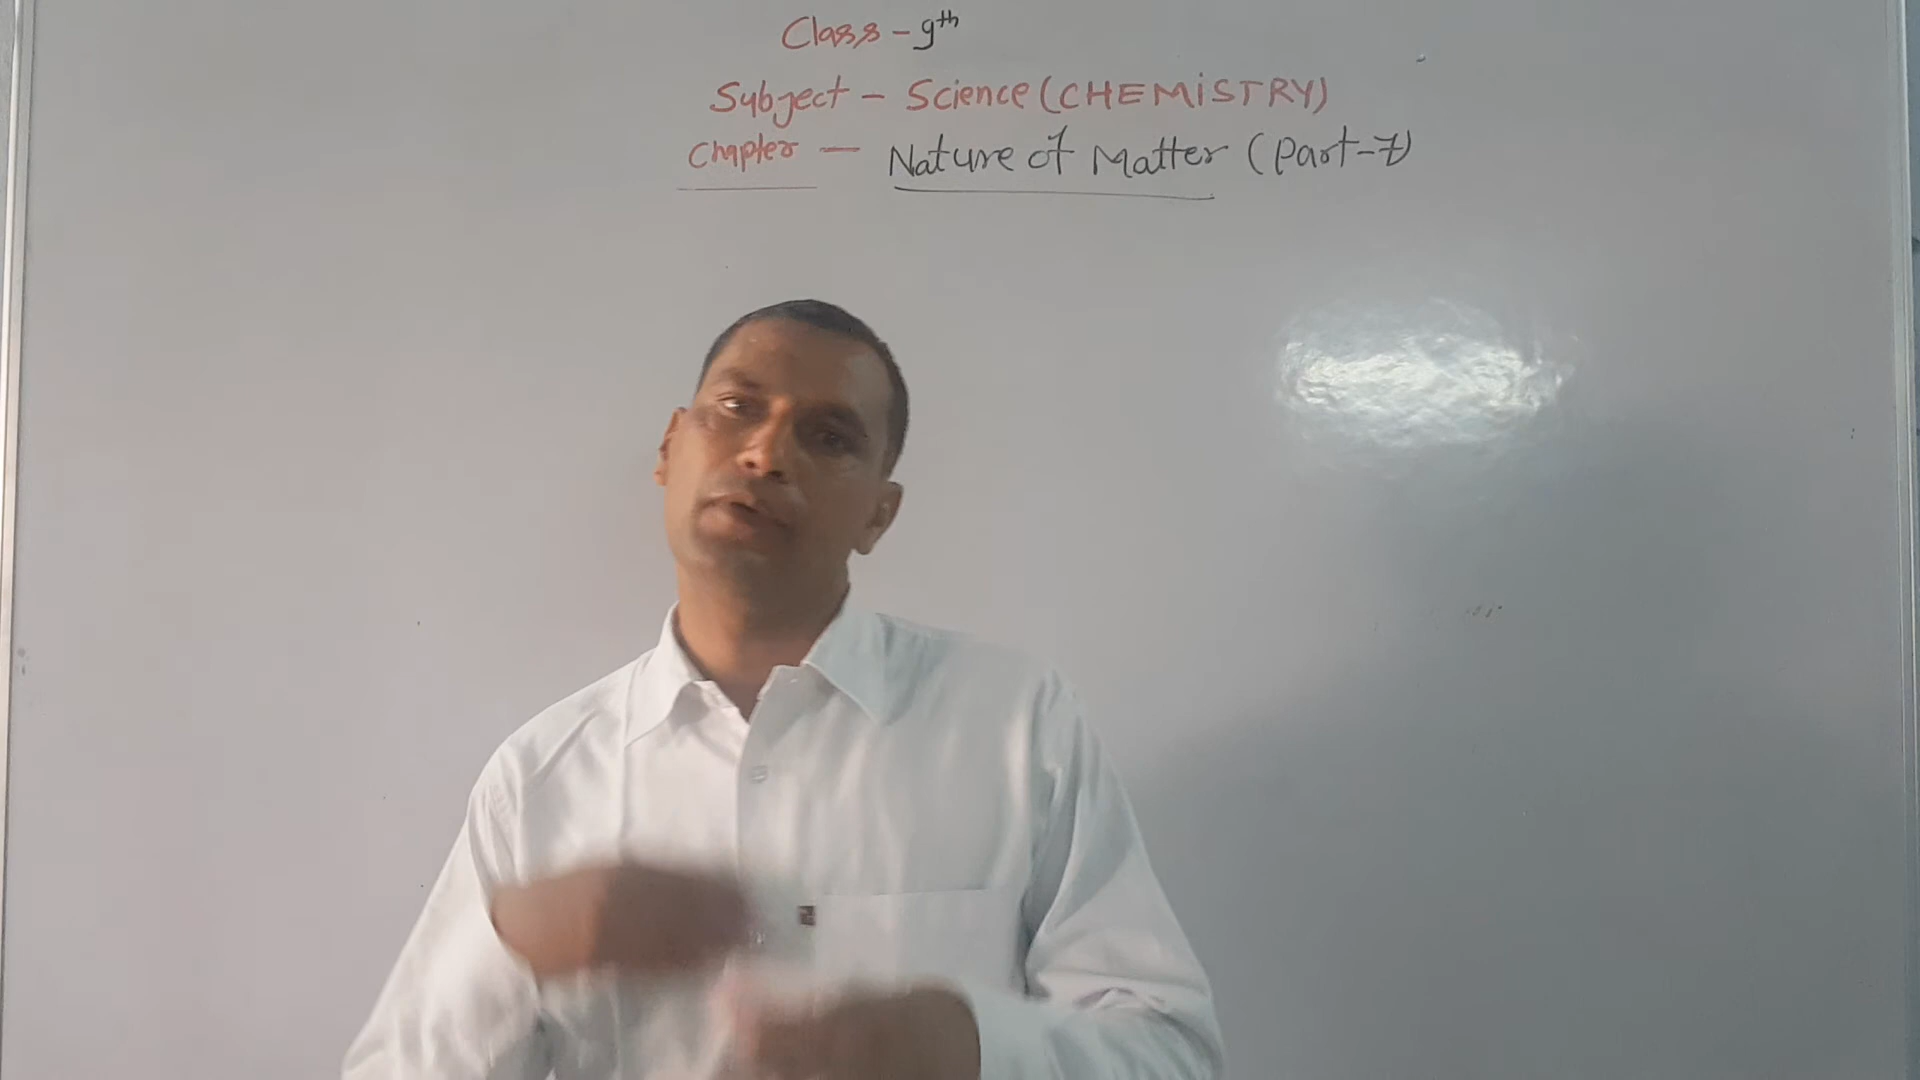 Class - 9th
Subject - Science (CHEMiSTRY)
Chapter - Nature of Matter (Part-7)